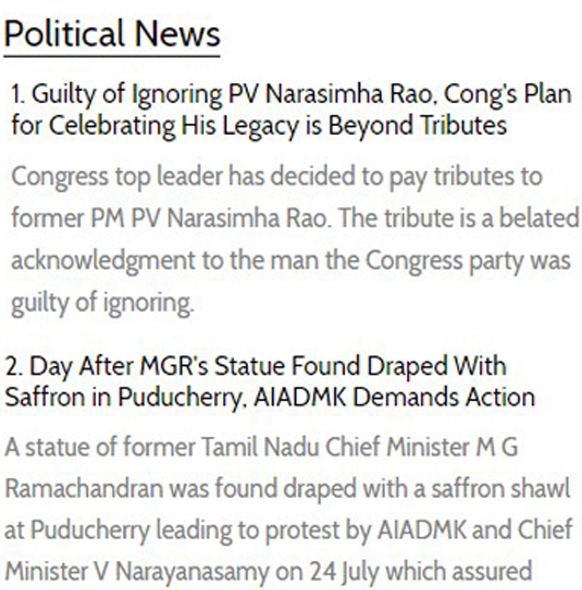 Political News
1. Guilty of Ignoring PV Narasimha Rao, Cong's Plan
for Celebrating His Legacy is Beyond Tributes
Congress top leader has decided to pay tributes to
former PM PV Narasimha Rao. The tribute is a belated
acknowledgment to the man the Congress party was
guilty of ignoring.
2. Day After MGR's Statue Found Draped With
Saffron in Puducherry, AIADMK Demands Action
A statue of former Tamil Nadu Chief Minister M G
Ramachandran was found draped with a saffron shawl
at Puducherry leading to protest by AIADMK and Chief
Minister V Narayanasamy on 24 July which assured